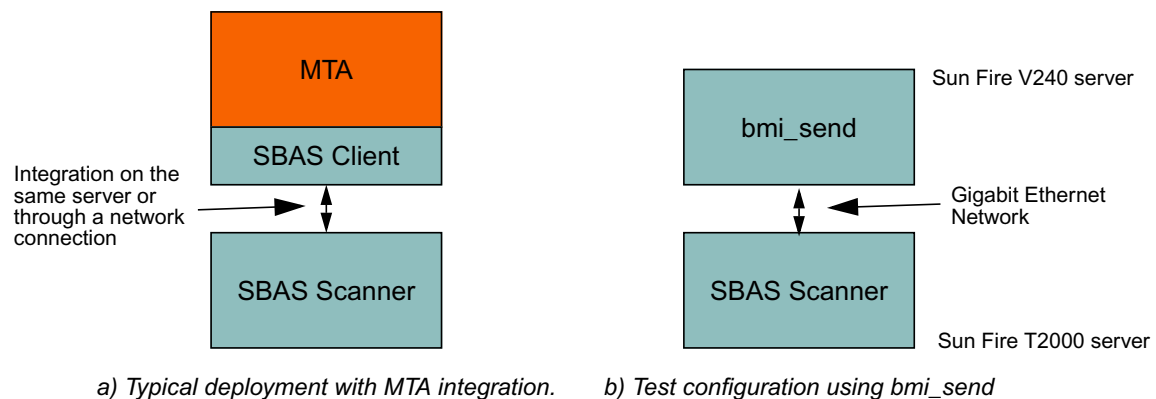 MTA
SBAS Client
Integration on the
same server or
through a network
connection
SBAS Scanner
a) Typical deployment with MTA integration.
Sun Fire V240 server
bmi_send
Gigabit Ethernet
Network
SBAS Scanner
Sun Fire T2000 server
b) Test configuration using bmi_send